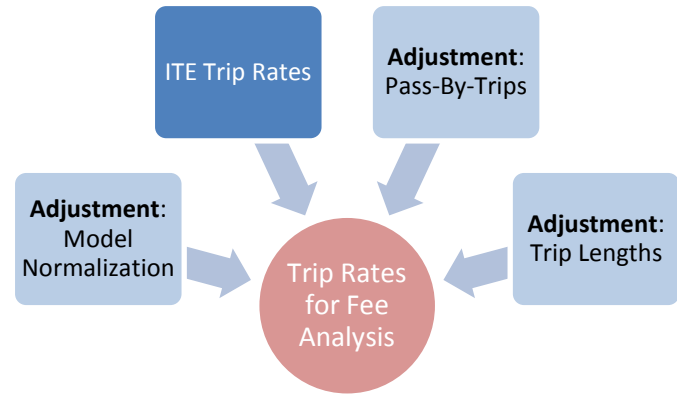 ITE Trip Rates
Adjustment:
Pass-By-Trips
Adjustment:
Model
Normalization
Adjustment:
Trip Lengths
Trip Rates
for Fee
Analysis